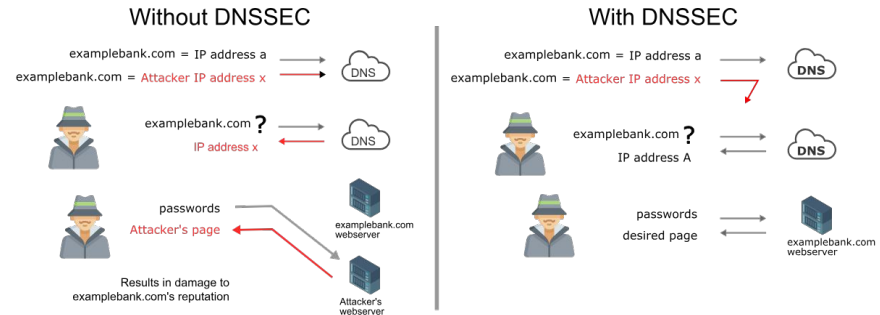 Without DNSSEC
examplebank.com = IP address a
DNS
examplebank.com = Attacker IP address x
examplebank.com ?
IP address x
DNS
passwords
Attacker's page
examplebank.com
webserver
Results in damage to
examplebank.com's reputation
Attacker's
webserver
With DNSSEC
examplebank.com = IP address a
DNS
examplebank.com = Attacker IP address x
examplebank.com ?
IP address A
DNS
passwords
desired page
examplebank.com
webserver